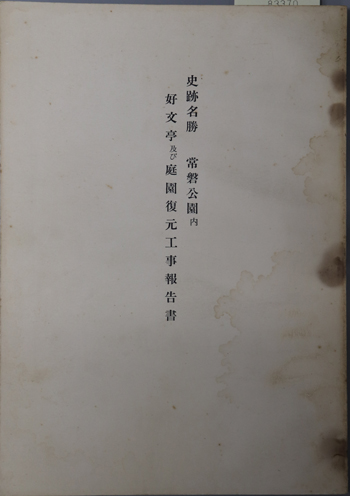 史跡名勝 常磐公園内
好文亭及び庭園復元工事報告書